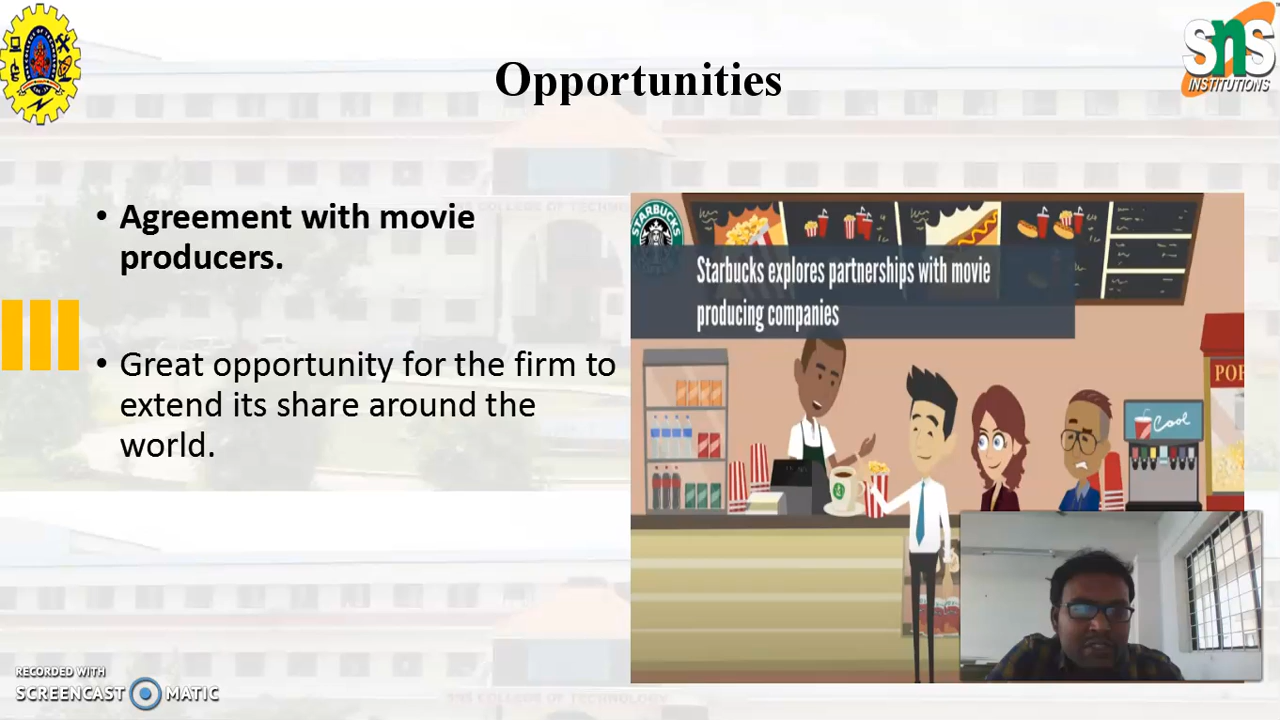 Opportunities
SNS
INSTITUTIONS
• Agreement with movie
producers.
• Great opportunity for the firm to
extend its share around the
world.
STARBUCKS
Starbucks explores partnerships with movie
producing companies
POP
Cool
RECORDED WITH
SCREENCAST MATIC